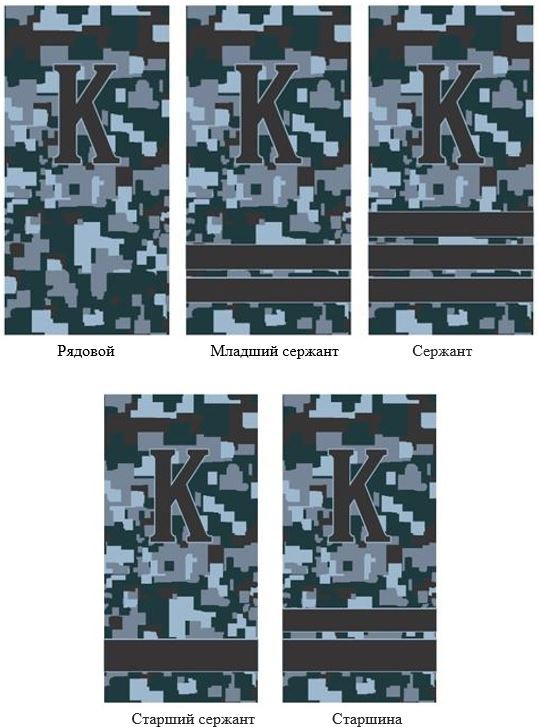 К К К
Рядовой Младший сержант Сержант
К К
Старший сержант Старшина